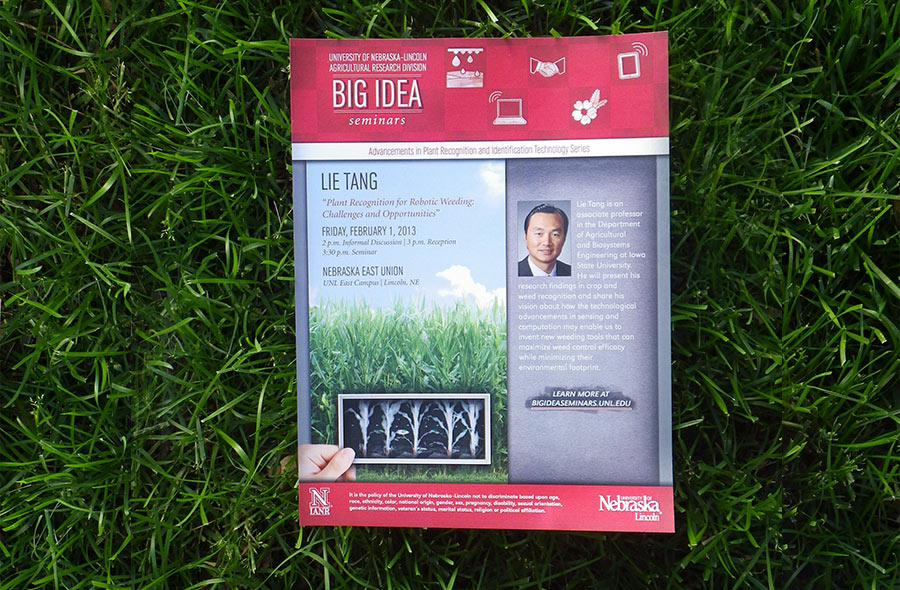 UNIVERSITY OF NEBRASKA–LINCOLN
AGRICULTURAL RESEARCH DIVISION
BIG IDEA
seminars
Advancements in Plant Recognition and Identification Technology Series
LIE TANG
"Plant Recognition for Robotic Weeding:
Challenges and Opportunities"
FRIDAY, FEBRUARY 1, 2013
2 p.m. Informal Discussion | 3 p.m. Reception
3:30 p.m. Seminar
NEBRASKA EAST UNION
UNL East Campus | Lincoln, NE
Lie Tang is an
associate professor
in the Department
of Agricultural
and Biosystems
Engineering at Iowa
State University.
He will present his
research findings in crop and
weed recognition and share his
vision about how the technological
advancements in sensing and
computation may enable us to
invent new weeding tools that can
maximize weed control efficacy
while minimizing their
environmental footprint.
LEARN MORE AT
BIGIDEASEMINARS.UNL.EDU
N
IANR
It is the policy of the University of Nebraska–Lincoln not to discriminate based upon age,
race, ethnicity, color, national origin, gender, sex, pregnancy, disability, sexual orientation,
genetic information, veteran's status, marital status, religion or political affiliation.
UNIVERSITY OF
Nebraska
Lincoln